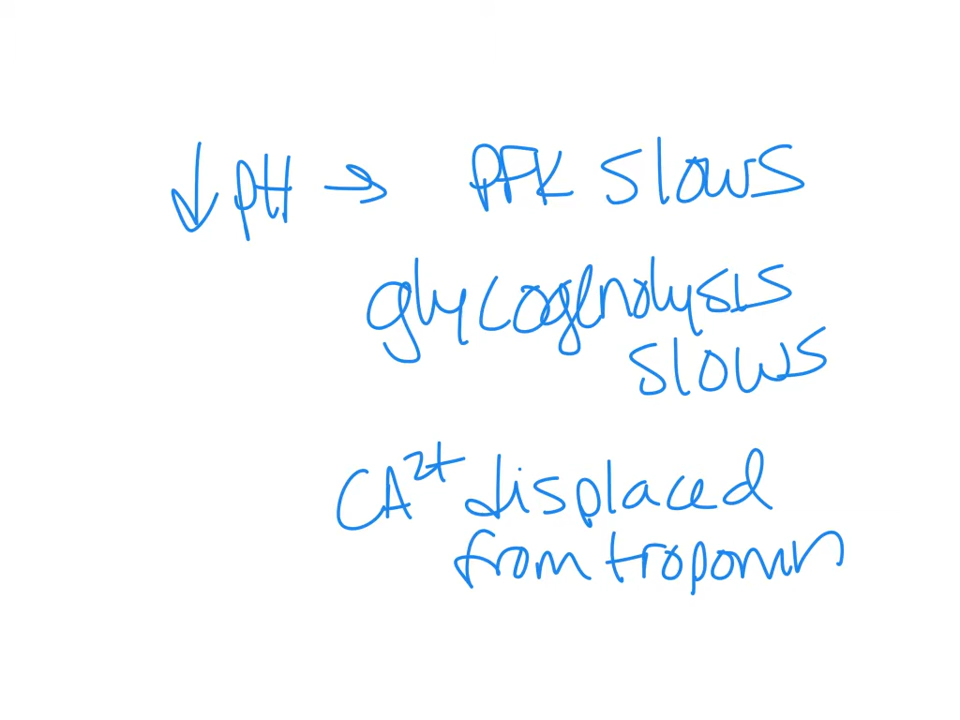 ↓ pH → PFK slows
glycogenolysis
slows
CA²⁺ displaced
from troponin